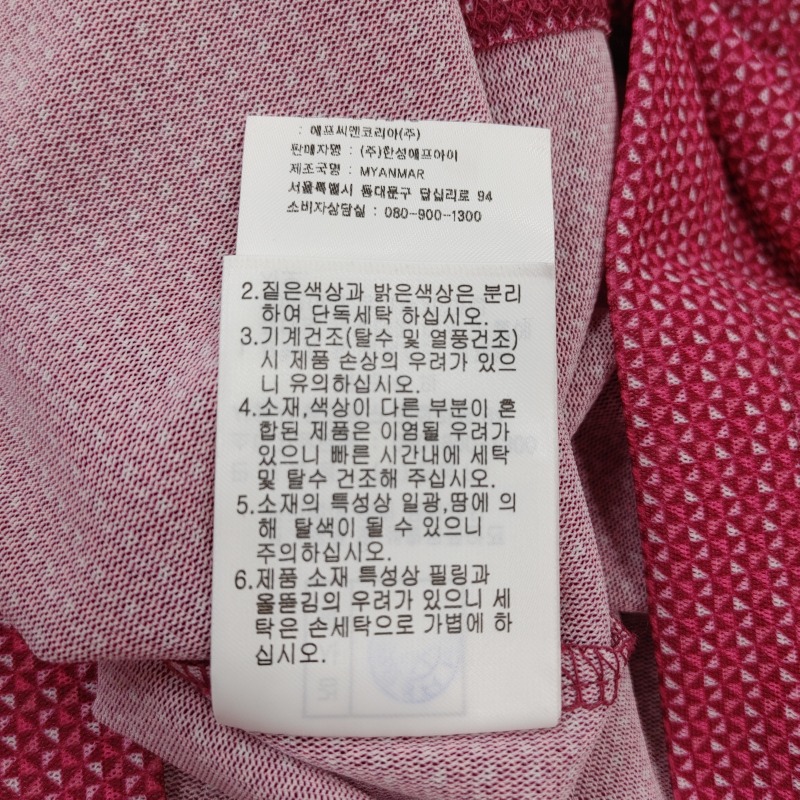 : 에프씨엔코리아(주)
판매자명 : (주)한성에프아이
제조국명 : MYANMAR
서울특별시 동대문구 답십리로 94
소비자상담실 : 080-900-1300
2.짙은색상과 밝은색상은 분리
하여 단독세탁 하십시오.
3.기계건조(탈수 및 열풍건조)
시 제품 손상의 우려가 있으
니 유의하십시오.
4.소재,색상이 다른 부분이 혼
합된 제품은 이염될 우려가
있으니 빠른 시간내에 세탁
및 탈수 건조해 주십시오.
5.소재의 특성상 일광,땀에 의
해 탈색이 될 수 있으니
주의하십시오.
6.제품 소재 특성상 필링과
올뜯김의 우려가 있으니 세
탁은 손세탁으로 가볍에 하
십시오.